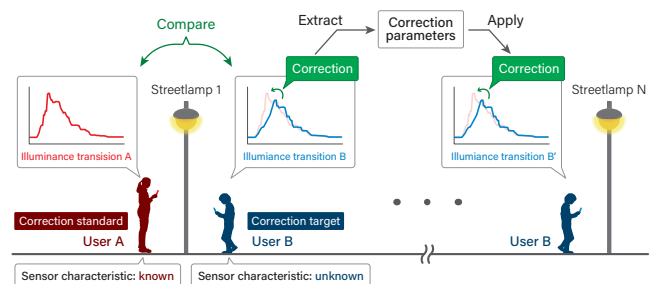 Compare
Extract
Correction
parameters
Apply
Correction
Correction
Streetlamp 1
Streetlamp N
Illuminance transision A
Illumiance transition B
Illumiance transition B'
Correction standard
User A
Correction target
User B
User B
Sensor characteristic: known
Sensor characteristic: unknown